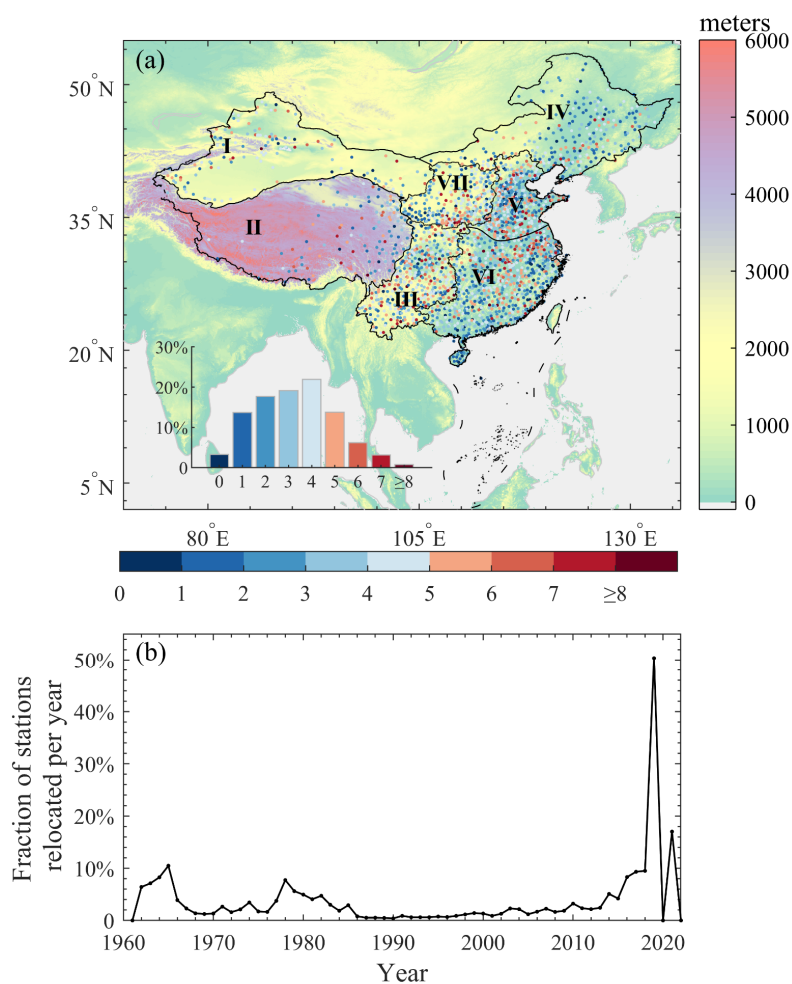 meters
(a)
6000
5000
4000
3000
2000
1000
0
50°N
35°N
20°N
5°N
I
II
III
IV
V
VI
VII
30%
20%
10%
0
0 1 2 3 4 5 6 7 ≥8
80°E 105°E 130°E
0 1 2 3 4 5 6 7 ≥8
(b)
Fraction of stations
relocated per year
50%
40%
30%
20%
10%
0
1960 1970 1980 1990 2000 2010 2020
Year